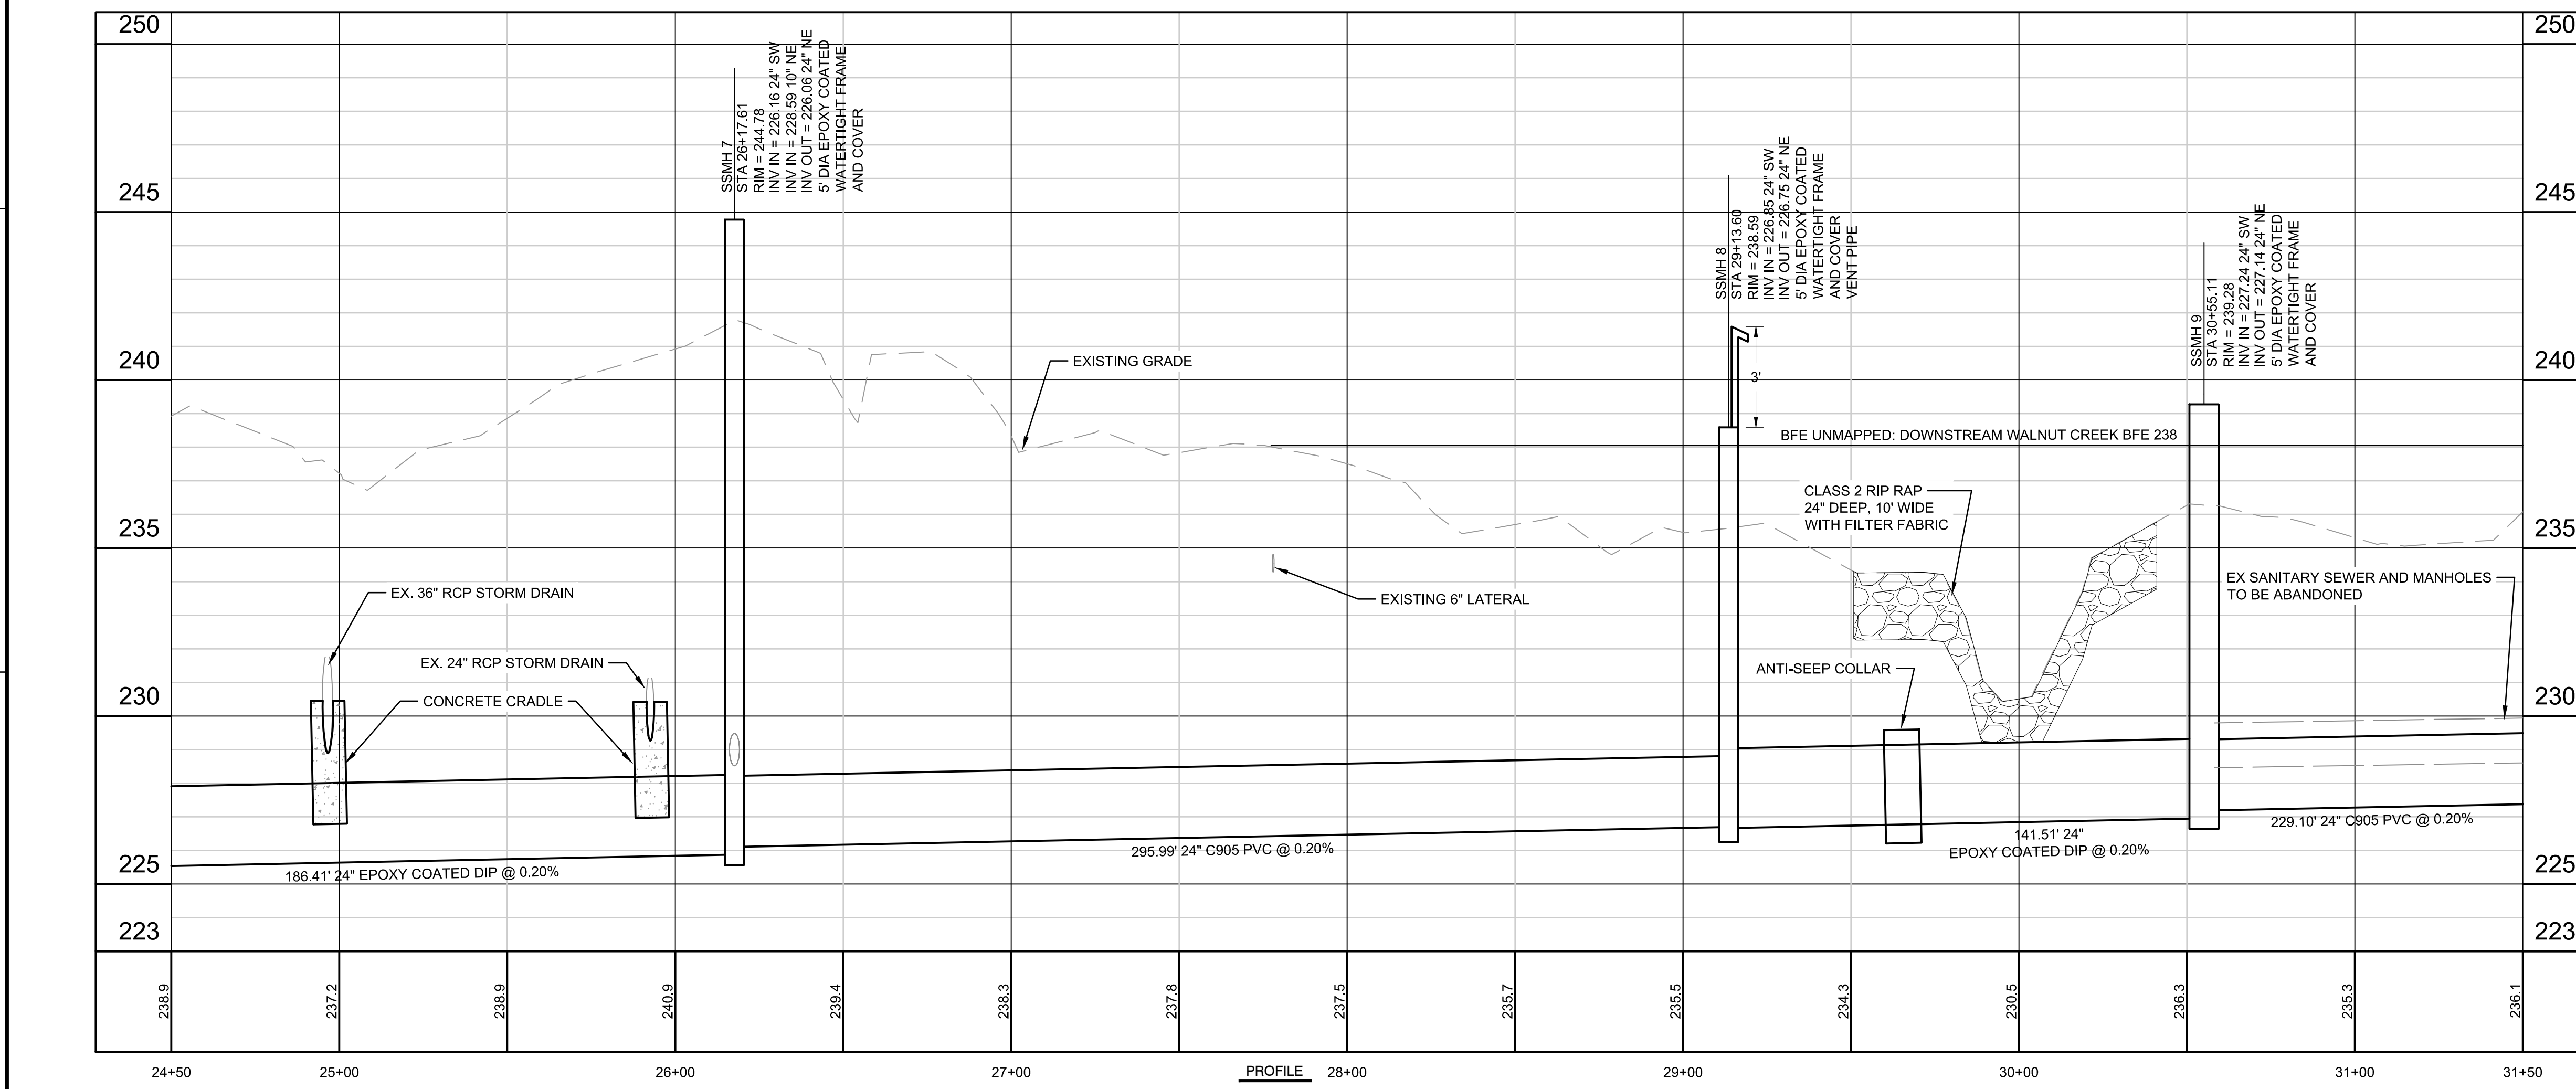 250
245
240
235
230
225
223
250
245
240
235
230
225
223
SSMH 7
STA 26+17.61
RIM = 244.78
INV IN = 226.16 24" SW
INV IN = 228.59 10" NE
INV OUT = 226.06 24" NE
5' DIA EPOXY COATED
WATERTIGHT FRAME
AND COVER
SSMH 8
STA 29+13.60
RIM = 238.59
INV IN = 226.85 24" SW
INV OUT = 226.75 24" NE
5' DIA EPOXY COATED
WATERTIGHT FRAME
AND COVER
VENT PIPE
SSMH 9
STA 30+55.11
RIM = 239.28
INV IN = 227.24 24" SW
INV OUT = 227.14 24" NE
5' DIA EPOXY COATED
WATERTIGHT FRAME
AND COVER
EXISTING GRADE
3'
BFE UNMAPPED: DOWNSTREAM WALNUT CREEK BFE 238
CLASS 2 RIP RAP
24" DEEP, 10' WIDE
WITH FILTER FABRIC
EX. 36" RCP STORM DRAIN
EXISTING 6" LATERAL
EX SANITARY SEWER AND MANHOLES
TO BE ABANDONED
EX. 24" RCP STORM DRAIN
ANTI-SEEP COLLAR
CONCRETE CRADLE
186.41' 24" EPOXY COATED DIP @ 0.20%
295.99' 24" C905 PVC @ 0.20%
141.51' 24"
EPOXY COATED DIP @ 0.20%
229.10' 24" C905 PVC @ 0.20%
238.9
237.2
238.9
240.9
239.4
238.3
237.8
237.5
235.7
235.5
234.3
230.5
236.3
235.3
236.1
24+50
25+00
26+00
27+00
PROFILE
28+00
29+00
30+00
31+00
31+50